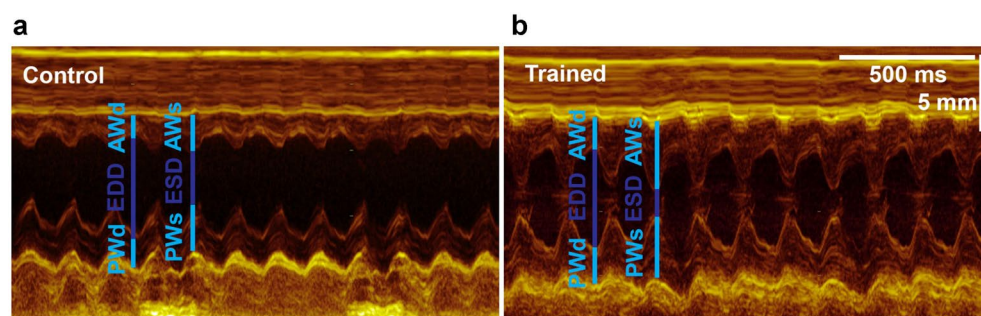 a
Control
AWd
EDD
PWd
AWs
ESD
PWs
b
Trained
500 ms
5 mm
AWd
EDD
PWd
AWs
ESD
PWs